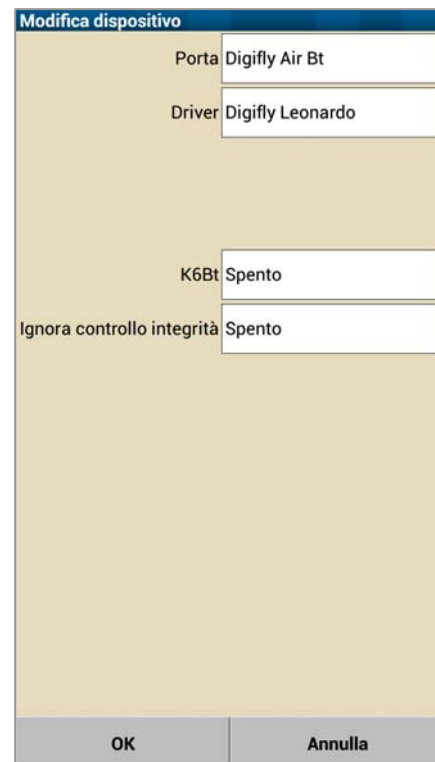 Modifica dispositivo
Porta Digifly Air Bt
Driver Digifly Leonardo
K6Bt Spento
Ignora controllo integrità Spento
OK Annulla